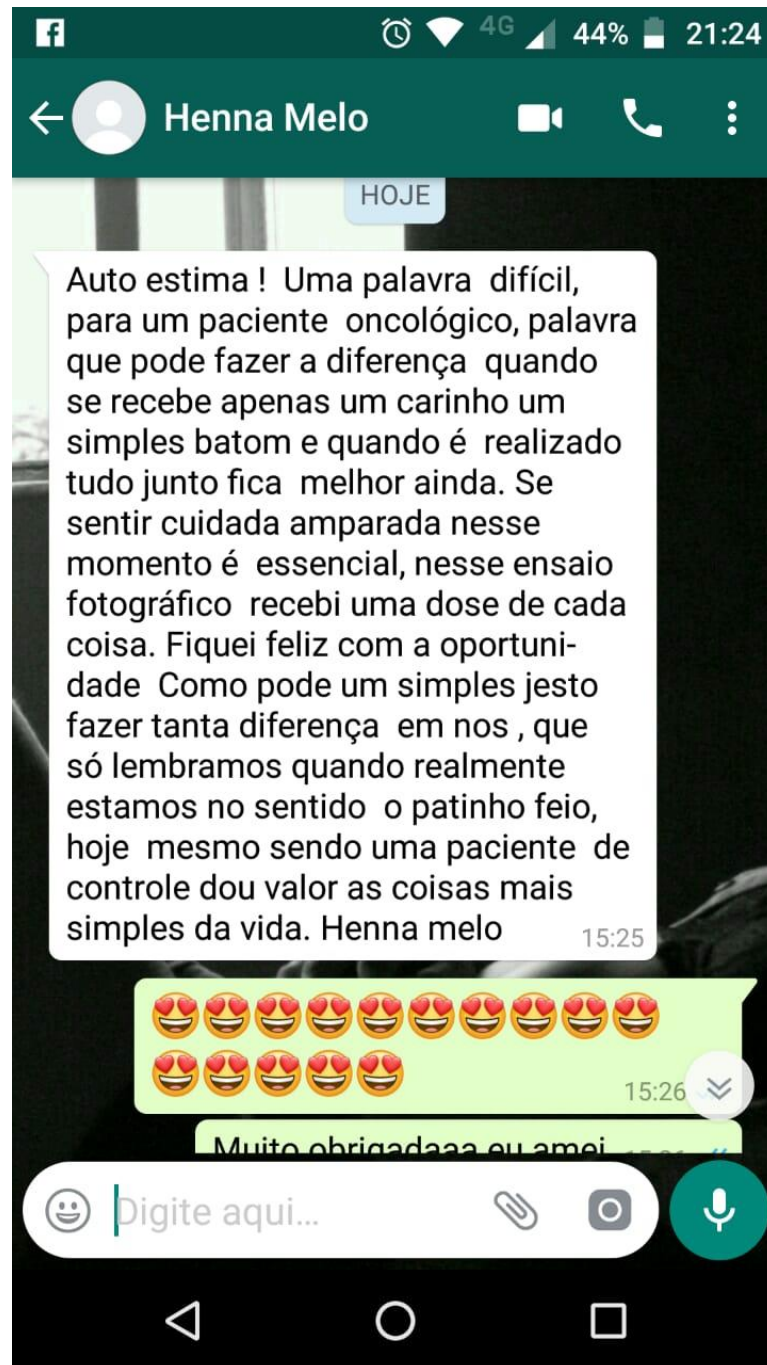 4G 44% 21:24
Henna Melo
HOJE
Auto estima ! Uma palavra difícil,
para um paciente oncológico, palavra
que pode fazer a diferença quando
se recebe apenas um carinho um
simples batom e quando é realizado
tudo junto fica melhor ainda. Se
sentir cuidada amparada nesse
momento é essencial, nesse ensaio
fotográfico recebi uma dose de cada
coisa. Fiquei feliz com a oportuni-
dade Como pode um simples jesto
fazer tanta diferença em nos , que
só lembramos quando realmente
estamos no sentido o patinho feio,
hoje mesmo sendo uma paciente de
controle dou valor as coisas mais
simples da vida. Henna melo 15:25
😍😍😍😍😍😍😍😍😍😍
😍😍😍😍😍 15:26
Muito obrigadaaa eu amei
Digite aqui...